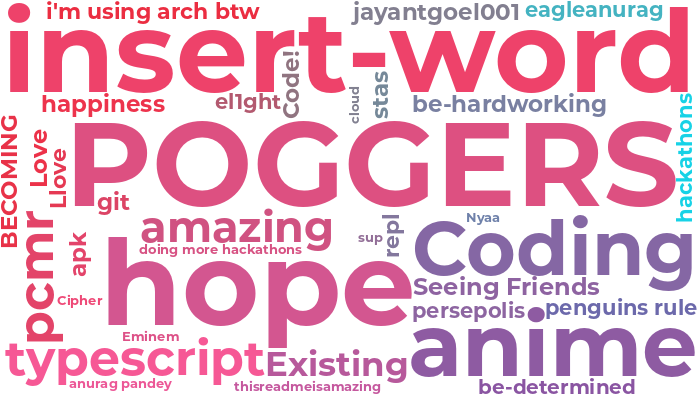 i'm using arch btw
jayantgoel001
eagleanurag
insert-word
happiness
el1ght
Code!
cloud
stas
be-hardworking
hackathons
BECOMING
Love
Llove
POGGERS
git
amazing
repl
Nyaa
sup
Coding
doing more hackathons
apk
pcmr
hope
Seeing Friends
Cipher
persepolis
penguins rule
Eminem
anime
typescript
Existing
anurag pandey
thisreadmeisamazing
be-determined